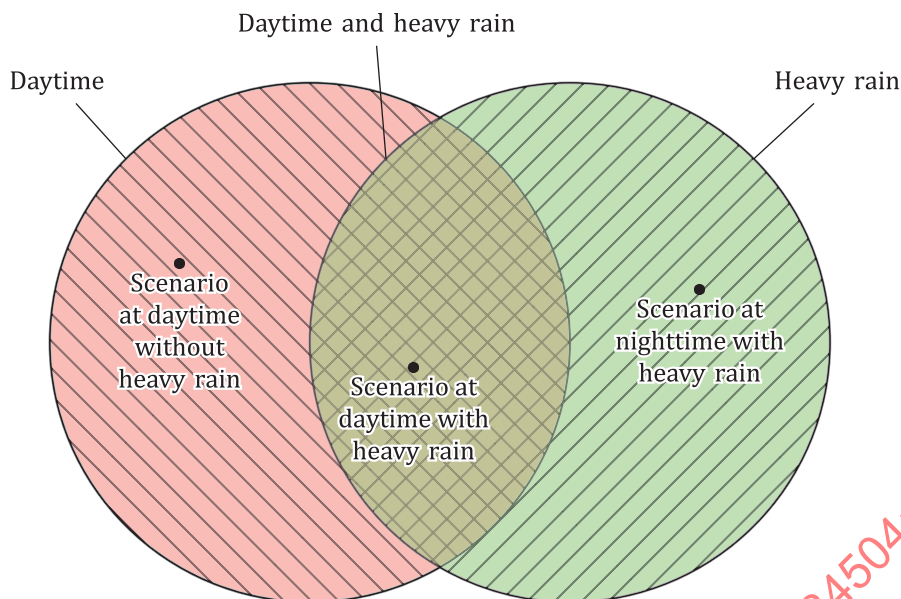 Daytime and heavy rain
Daytime
Heavy rain
Scenario
at daytime
without
heavy rain
Scenario at
nighttime with
heavy rain
Scenario at
daytime with
heavy rain